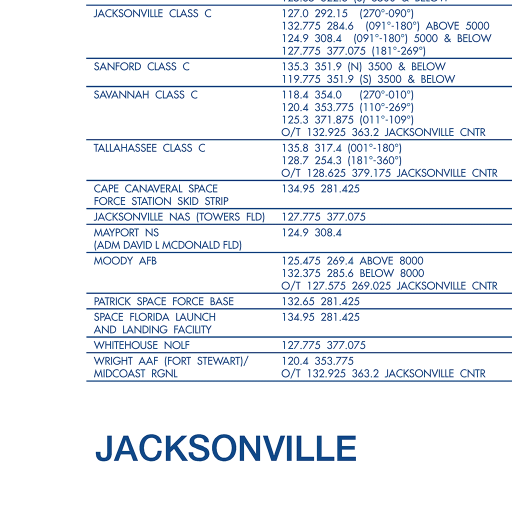 JACKSONVILLE CLASS C 127.0 292.15 (270°-090°)
132.775 284.6 (091°-180°) ABOVE 5000
124.9 308.4 (091°-180°) 5000 & BELOW
127.775 377.075 (181°-269°)
SANFORD CLASS C 135.3 351.9 (N) 3500 & BELOW
119.775 351.9 (S) 3500 & BELOW
SAVANNAH CLASS C 118.4 354.0 (270°-010°)
120.4 353.775 (110°-269°)
125.3 371.875 (011°-109°)
O/T 132.925 363.2 JACKSONVILLE CNTR
TALLAHASSEE CLASS C 135.8 317.4 (001°-180°)
128.7 254.3 (181°-360°)
O/T 128.625 379.175 JACKSONVILLE CNTR
CAPE CANAVERAL SPACE 134.95 281.425
FORCE STATION SKID STRIP
JACKSONVILLE NAS (TOWERS FLD) 127.775 377.075
MAYPORT NS 124.9 308.4
(ADM DAVID L MCDONALD FLD)
MOODY AFB 125.475 269.4 ABOVE 8000
132.375 285.6 BELOW 8000
O/T 127.575 269.025 JACKSONVILLE CNTR
PATRICK SPACE FORCE BASE 132.65 281.425
SPACE FLORIDA LAUNCH 134.95 281.425
AND LANDING FACILITY
WHITEHOUSE NOLF 127.775 377.075
WRIGHT AAF (FORT STEWART)/ 120.4 353.775
MIDCOAST RGNL O/T 132.925 363.2 JACKSONVILLE CNTR
JACKSONVILLE